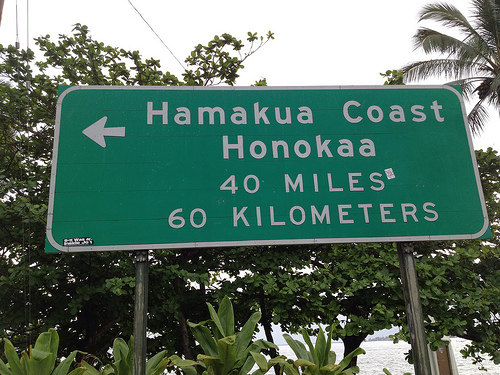 Hamakua Coast
Honokaa
40 MILES
60 KILOMETERS